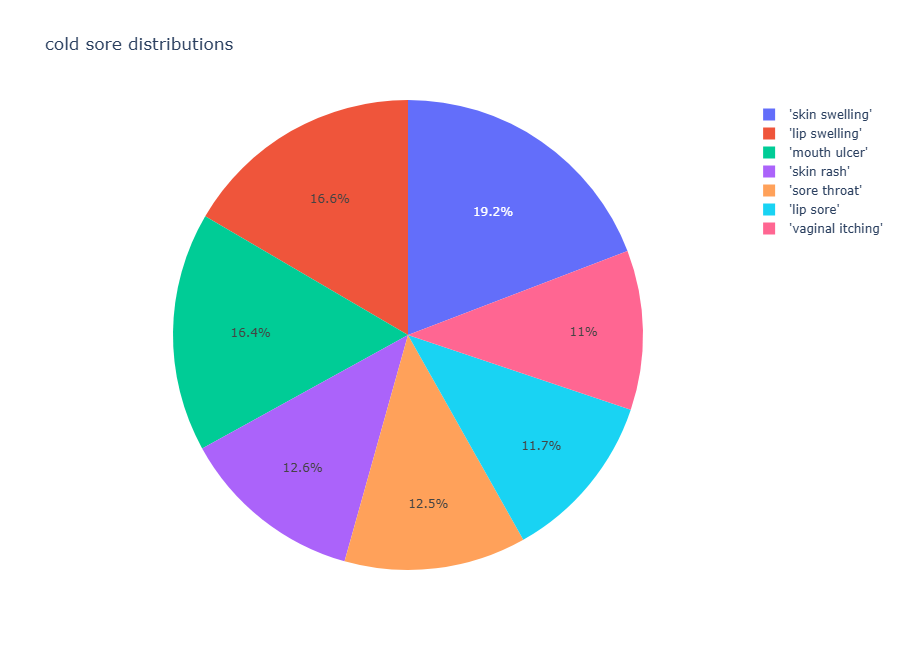 cold sore distributions
'skin swelling'
'lip swelling'
'mouth ulcer'
'skin rash'
'sore throat'
'lip sore'
'vaginal itching'
16.6%
19.2%
16.4%
11%
12.6%
11.7%
12.5%